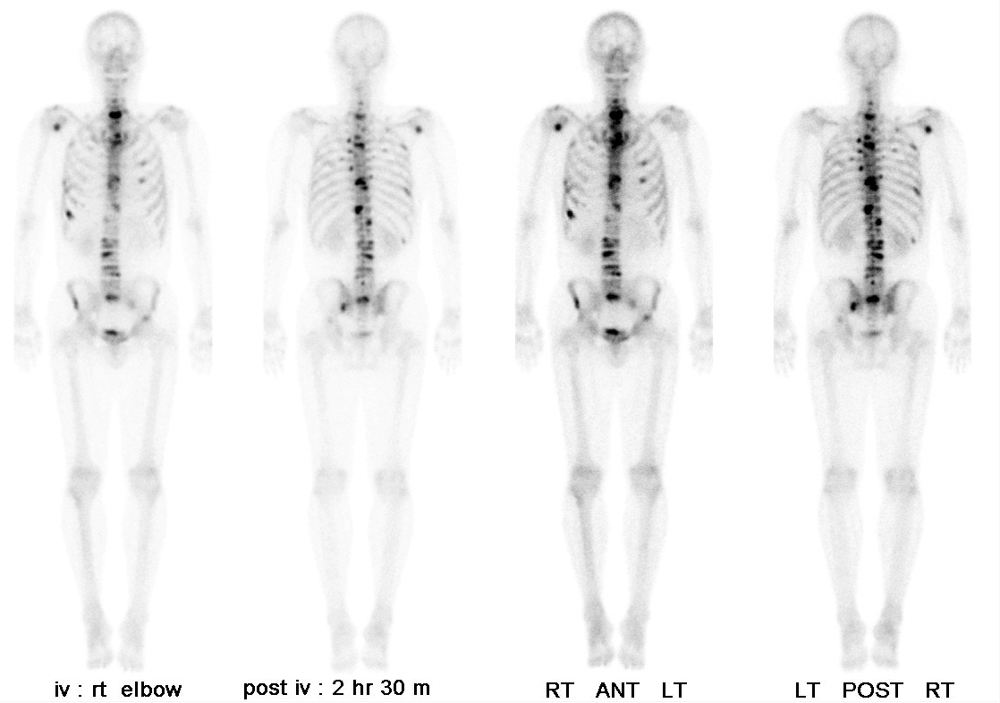 iv : rt elbow
post iv : 2 hr 30 m
RT ANT LT
LT POST RT